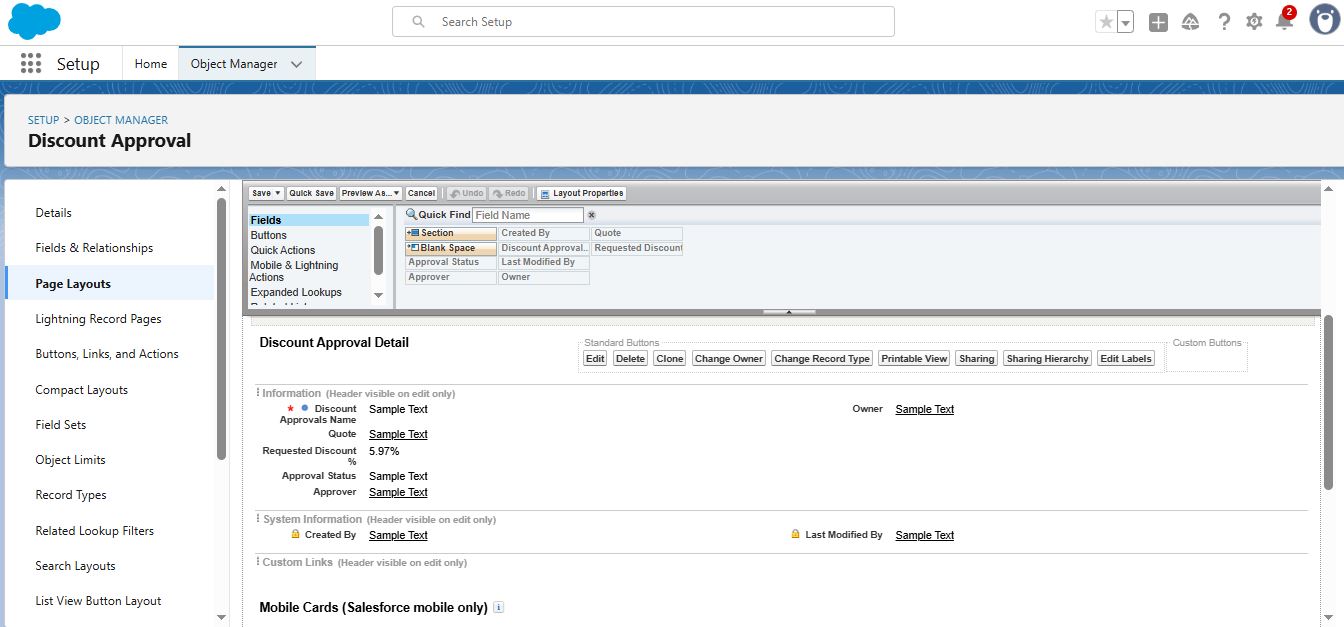 Search Setup
2
Setup
Home
Object Manager
SETUP > OBJECT MANAGER
Discount Approval
Details
Fields & Relationships
Page Layouts
Lightning Record Pages
Buttons, Links, and Actions
Compact Layouts
Field Sets
Object Limits
Record Types
Related Lookup Filters
Search Layouts
List View Button Layout
Save Quick Save Preview As... Cancel Undo Redo Layout Properties
Fields
Buttons
Quick Actions
Mobile & Lightning
Actions
Expanded Lookups
Quick Find Field Name
Section Created By Quote
Blank Space Discount Approval... Requested Discount
Approval Status Last Modified By
Approver Owner
Discount Approval Detail
Standard Buttons
Edit Delete Clone Change Owner Change Record Type Printable View Sharing Sharing Hierarchy Edit Labels
Custom Buttons
Information (Header visible on edit only)
* Discount Approvals Name Sample Text Owner Sample Text
Quote Sample Text
Requested Discount % 5.97%
Approval Status Sample Text
Approver Sample Text
System Information (Header visible on edit only)
Created By Sample Text Last Modified By Sample Text
Custom Links (Header visible on edit only)
Mobile Cards (Salesforce mobile only) i